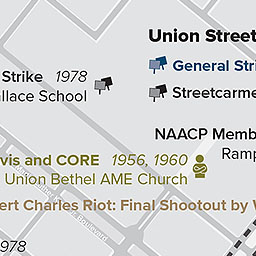 Union Street
Strike 1978
General Stri
allace School
Streetcarme
NAACP Memb
Ramp
vis and CORE 1956, 1960
Union Bethel AME Church
ert Charles Riot: Final Shootout by W
978